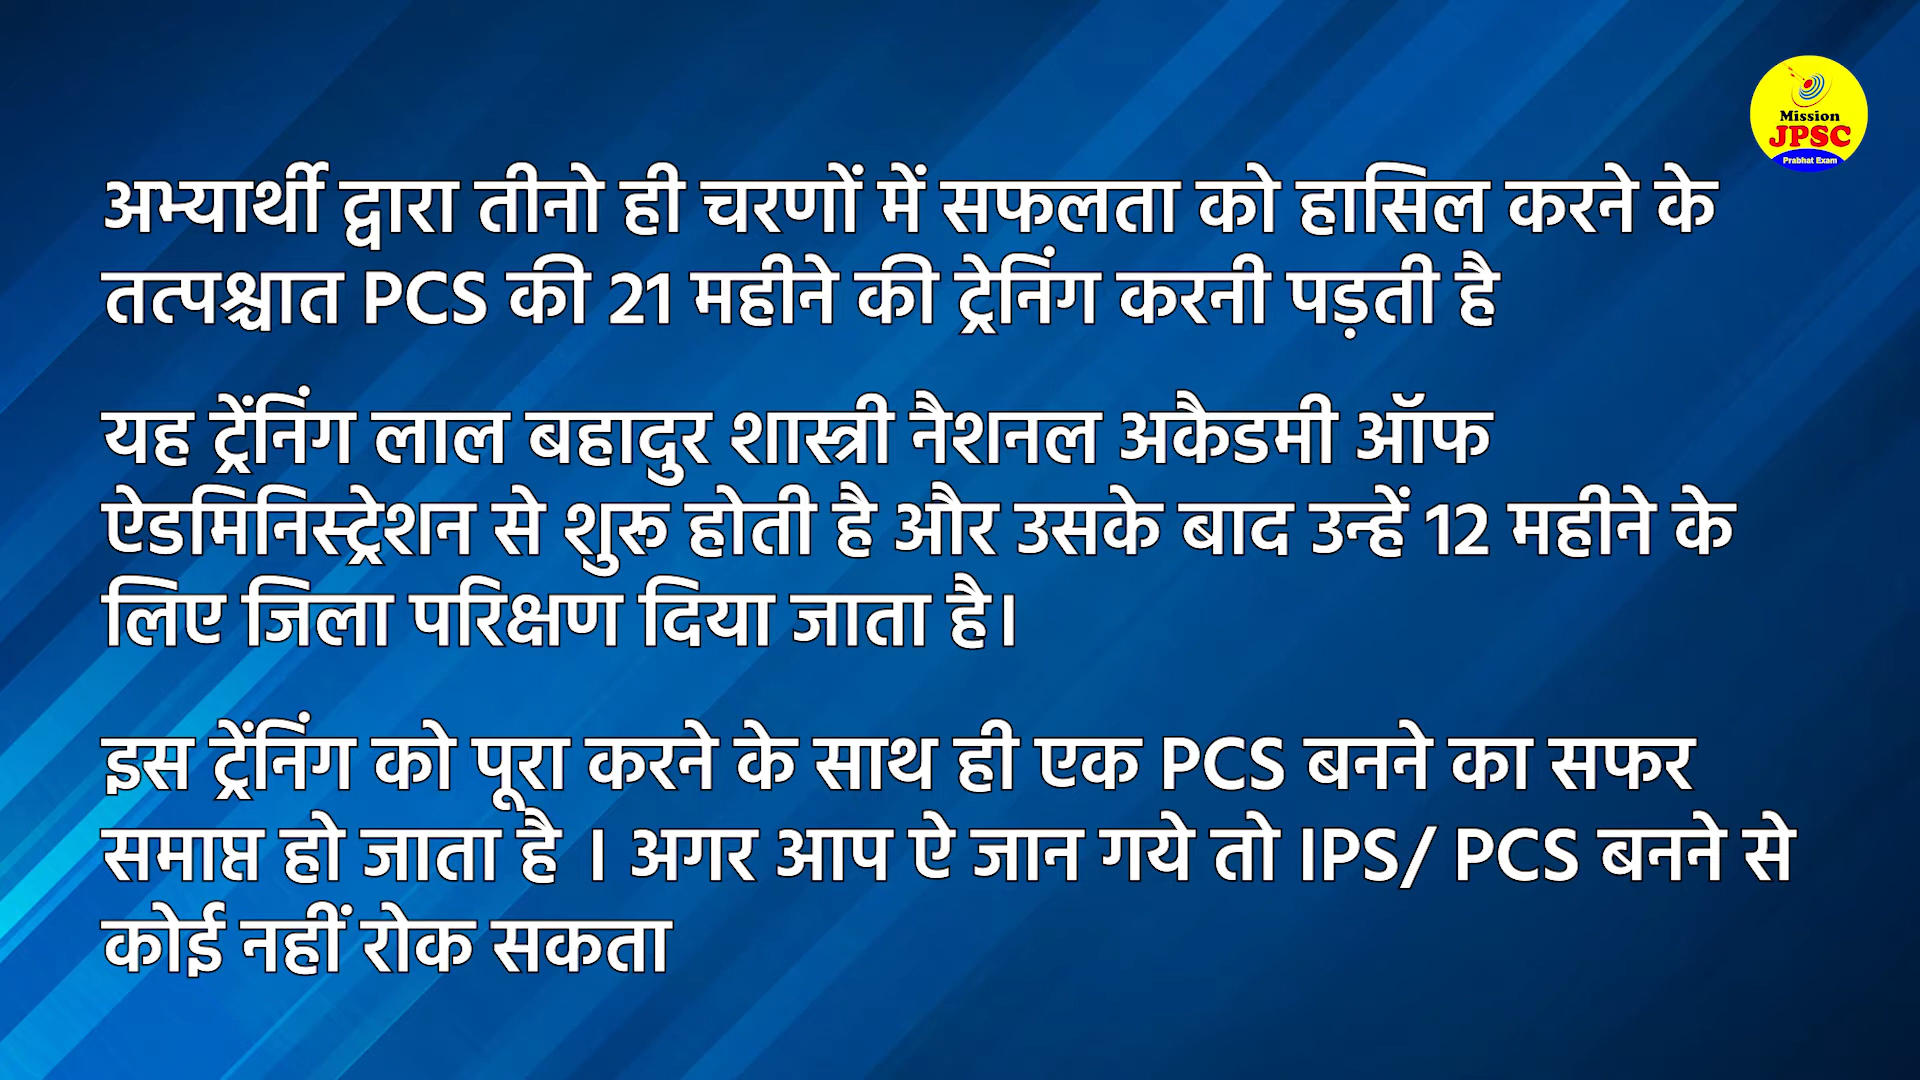 Mission
JPSC
Prabhat Exam
अभ्यार्थी द्वारा तीनो ही चरणों में सफलता को हासिल करने के
तत्पश्चात PCS की 21 महीने की ट्रेनिंग करनी पड़ती है
यह ट्रेंनिंग लाल बहादुर शास्त्री नैशनल अकैडमी ऑफ
ऐडमिनिस्ट्रेशन से शुरू होती है और उसके बाद उन्हें 12 महीने के
लिए जिला परिक्षण दिया जाता है।
इस ट्रेंनिंग को पूरा करने के साथ ही एक PCS बनने का सफर
समाप्त हो जाता है । अगर आप ऐ जान गये तो IPS/ PCS बनने से
कोई नहीं रोक सकता